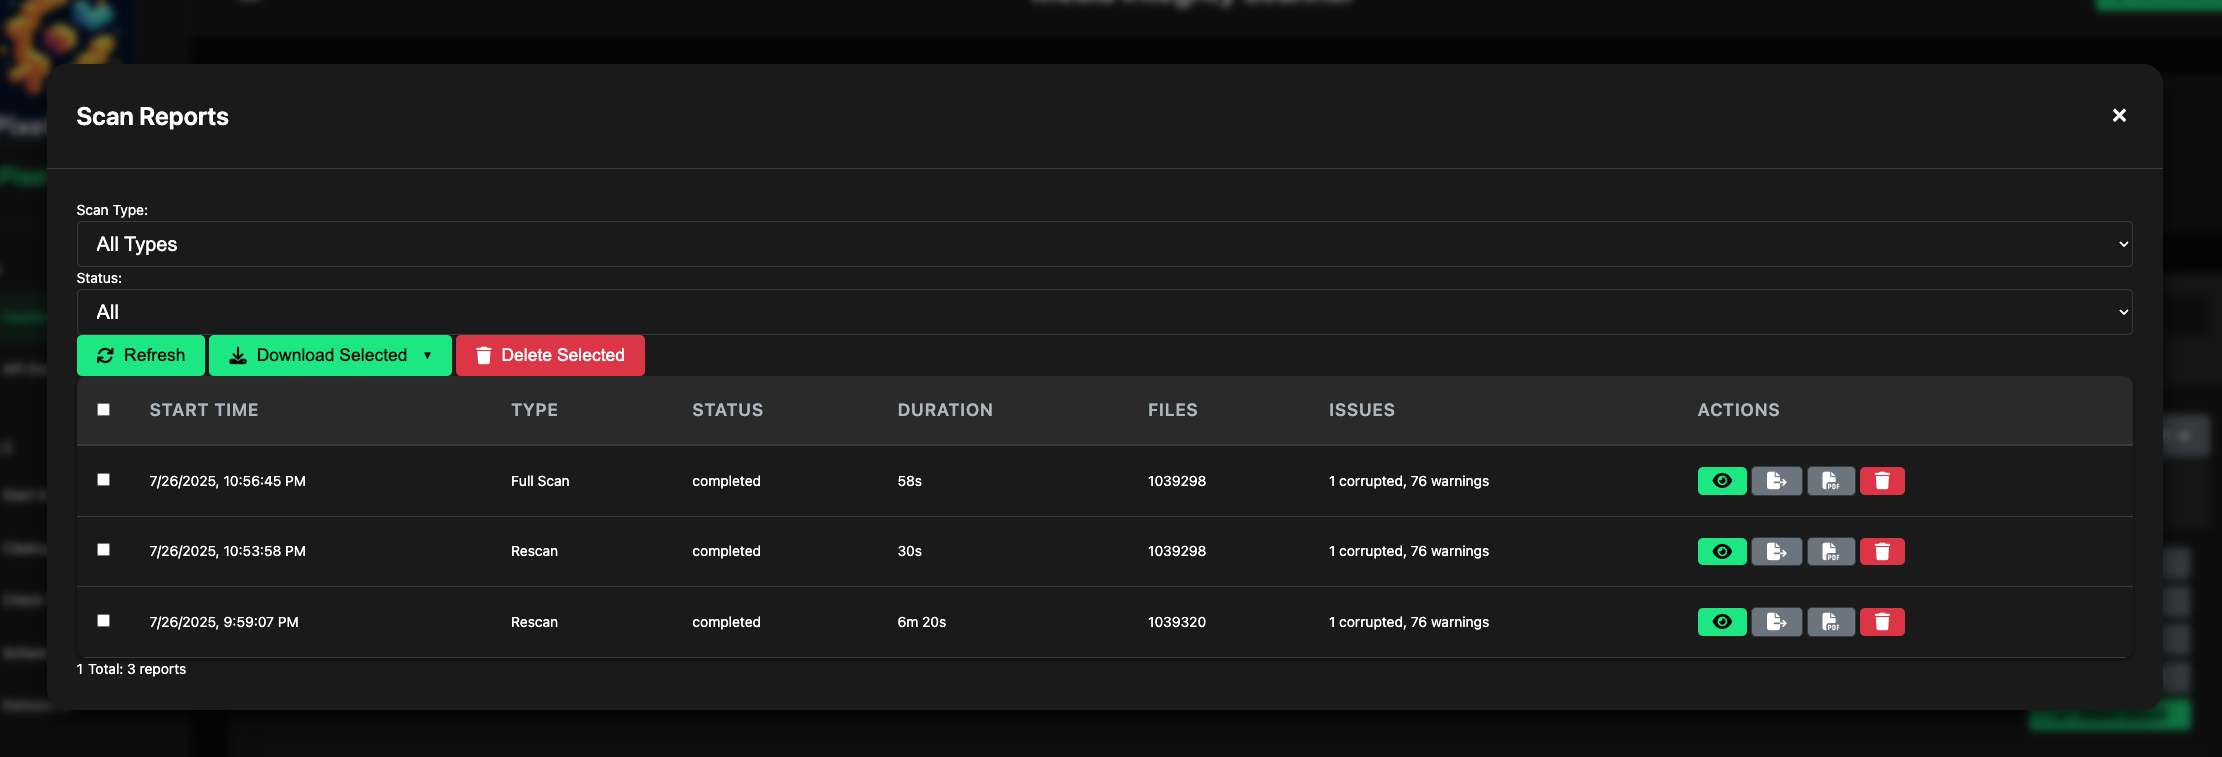 Scan Reports
Scan Type:
All Types
Status:
All
Refresh Download Selected ▼ Delete Selected
START TIME TYPE STATUS DURATION FILES ISSUES ACTIONS
7/26/2025, 10:56:45 PM Full Scan completed 58s 1039298 1 corrupted, 76 warnings PDF
7/26/2025, 10:53:58 PM Rescan completed 30s 1039298 1 corrupted, 76 warnings PDF
7/26/2025, 9:59:07 PM Rescan completed 6m 20s 1039320 1 corrupted, 76 warnings PDF
1 Total: 3 reports